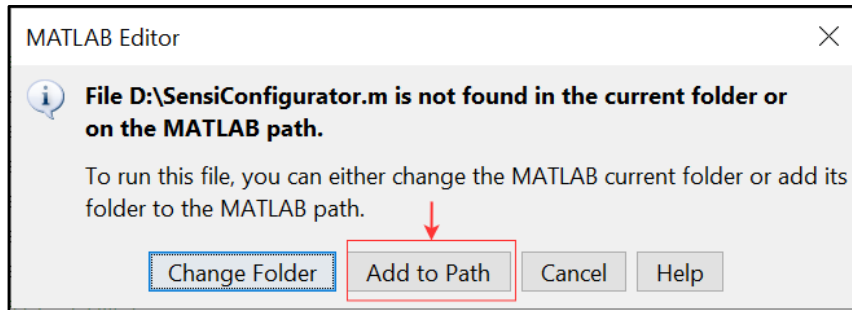 MATLAB Editor
File D:\SensiConfigurator.m is not found in the current folder or
on the MATLAB path.
To run this file, you can either change the MATLAB current folder or add its
folder to the MATLAB path.
Change Folder Add to Path Cancel Help